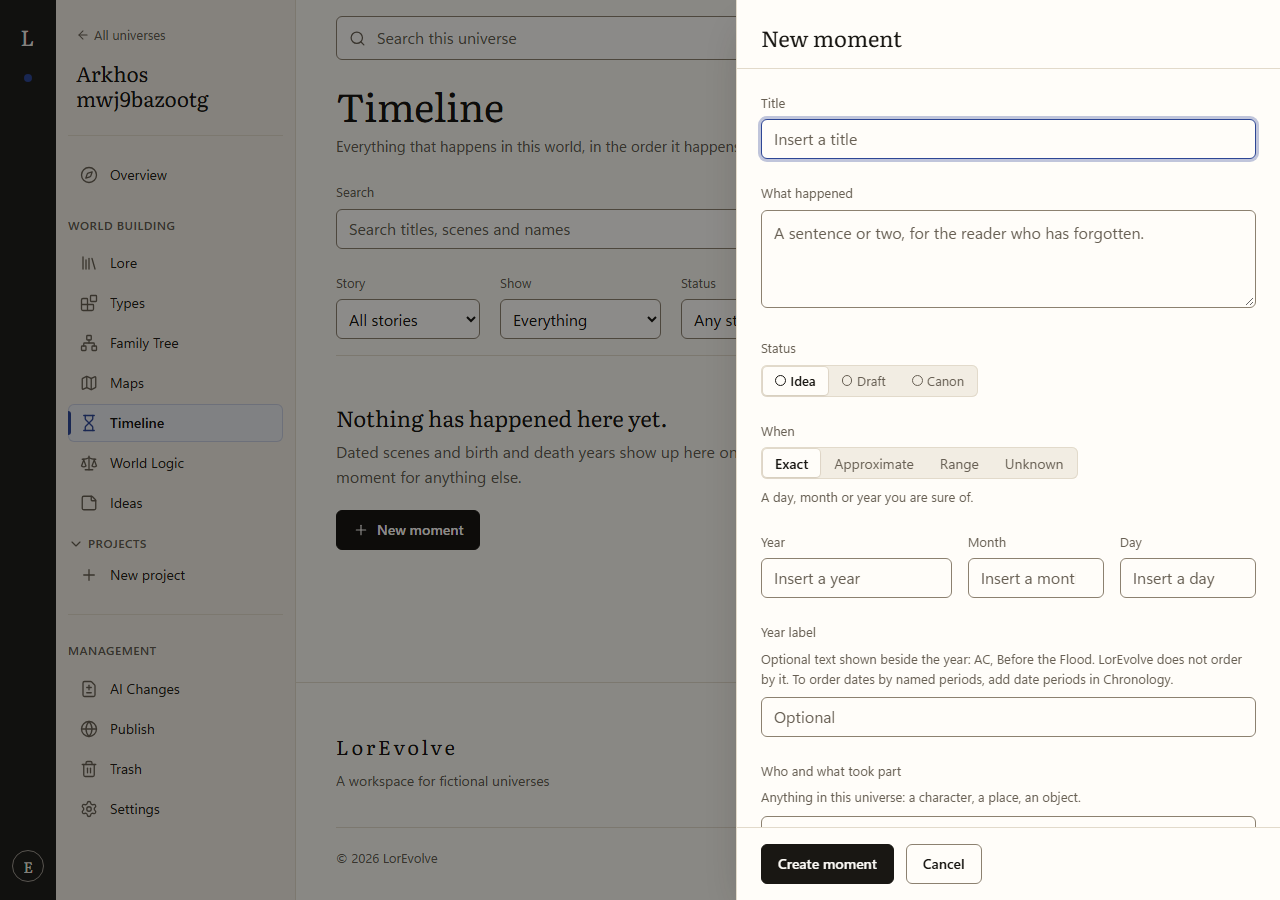 L
All universes
Arkhos
mwj9bazootg
Overview
WORLD BUILDING
Lore
Types
Family Tree
Maps
Timeline
World Logic
Ideas
PROJECTS
New project
MANAGEMENT
AI Changes
Publish
Trash
Settings
E
Search this universe
Timeline
Everything that happens in this world, in the order it happens
Search
Search titles, scenes and names
Story
Show
Status
All stories
Everything
Any st
Nothing has happened here yet.
Dated scenes and birth and death years show up here on
moment for anything else.
New moment
LorEvolve
A workspace for fictional universes
© 2026 LorEvolve
New moment
Title
Insert a title
What happened
A sentence or two, for the reader who has forgotten.
Status
Idea
Draft
Canon
When
Exact
Approximate
Range
Unknown
A day, month or year you are sure of.
Year
Month
Day
Insert a year
Insert a mont
Insert a day
Year label
Optional text shown beside the year: AC, Before the Flood. LorEvolve does not order
by it. To order dates by named periods, add date periods in Chronology.
Optional
Who and what took part
Anything in this universe: a character, a place, an object.
Create moment
Cancel